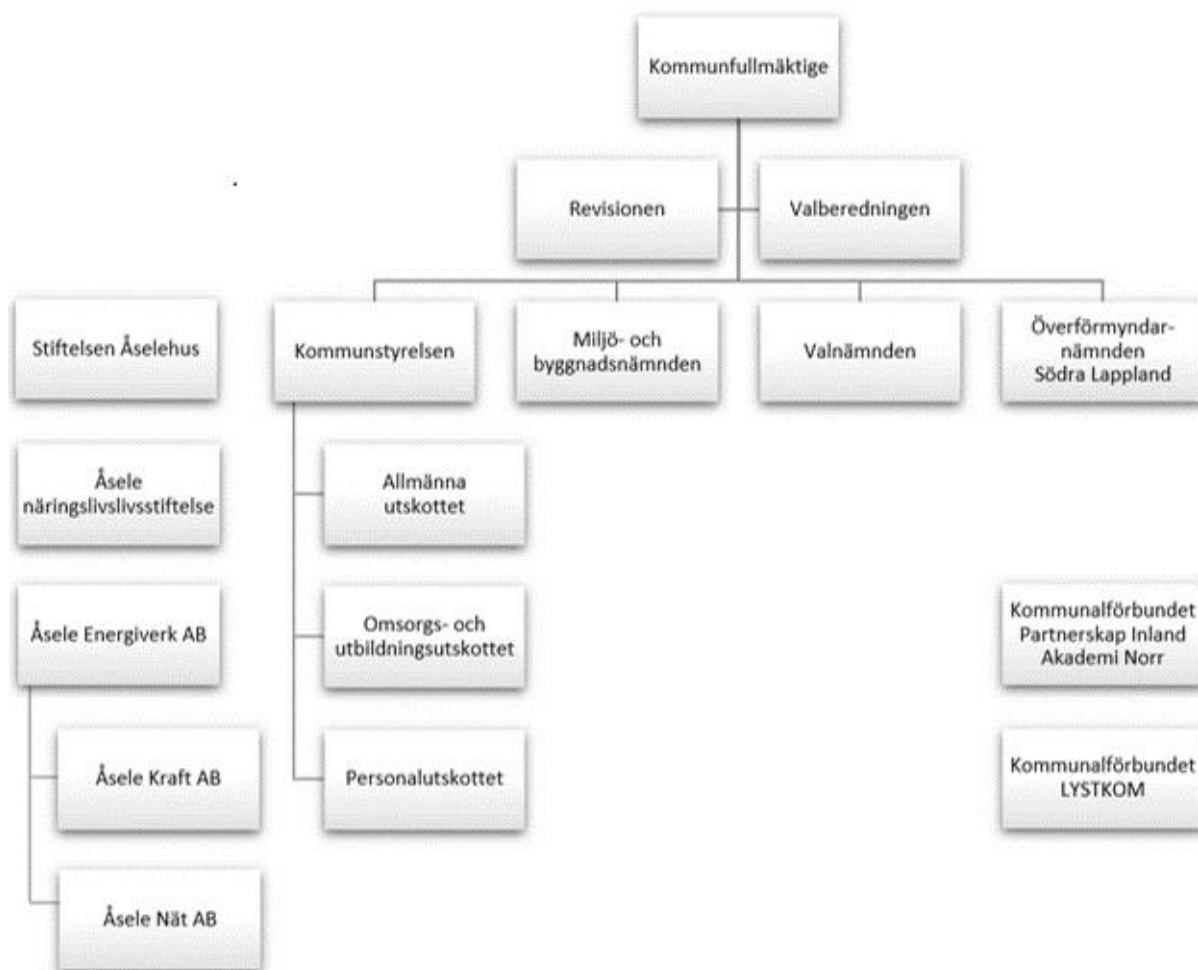 Kommunfullmäktige
Revisionen
Valberedningen
Stiftelsen Åselehus
Kommunstyrelsen
Miljö- och
byggnadsnämnden
Valnämnden
Överförmyndar-
nämnden
Södra Lappland
Åsele
näringslivslivsstiftelse
Allmänna
utskottet
Åsele Energiverk AB
Omsorgs- och
utbildningsutskottet
Kommunalförbundet
Partnerskap Inland
Akademi Norr
Åsele Kraft AB
Personalutskottet
Kommunalförbundet
LYSTKOM
Åsele Nät AB